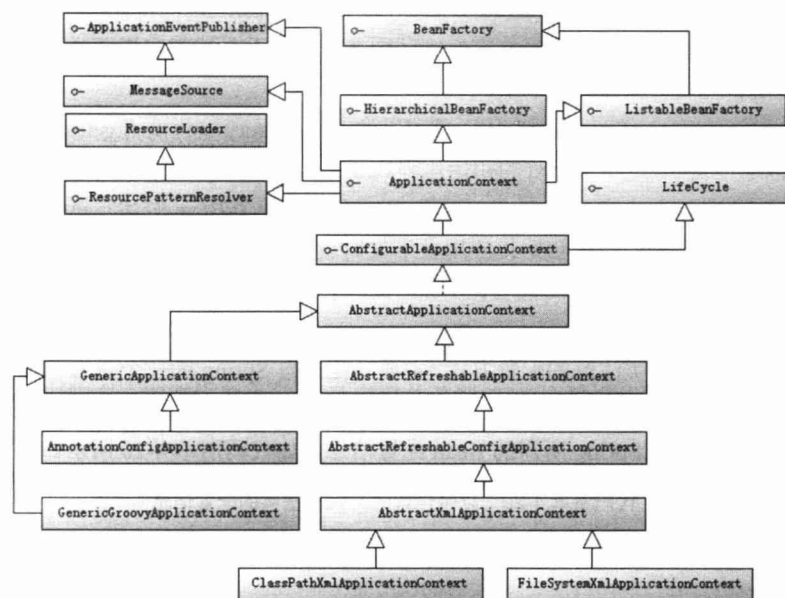 ApplicationEventPublisher
BeanFactory
MessageSource
HierarchicalBeanFactory
ListableBeanFactory
ResourceLoader
ApplicationContext
ResourcePatternResolver
LifeCycle
ConfigurableApplicationContext
AbstractApplicationContext
GenericApplicationContext
AbstractRefreshableApplicationContext
AnnotationConfigApplicationContext
AbstractRefreshableConfigApplicationContext
GenericGroovyApplicationContext
AbstractXmlApplicationContext
ClassPathXmlApplicationContext
FileSystemXmlApplicationContext